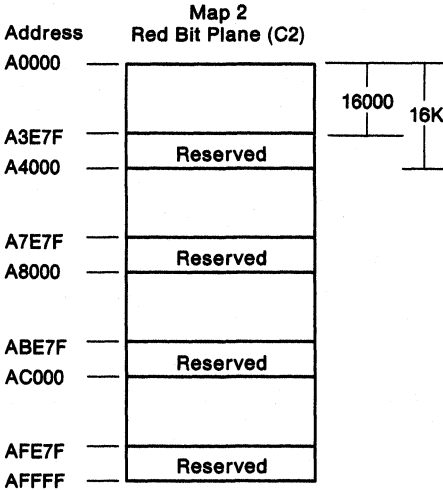 Map 2
Address Red Bit Plane (C2)
A0000
16000
16K
A3E7F
Reserved
A4000
A7E7F
Reserved
A8000
ABE7F
Reserved
AC000
AFE7F
Reserved
AFFFF